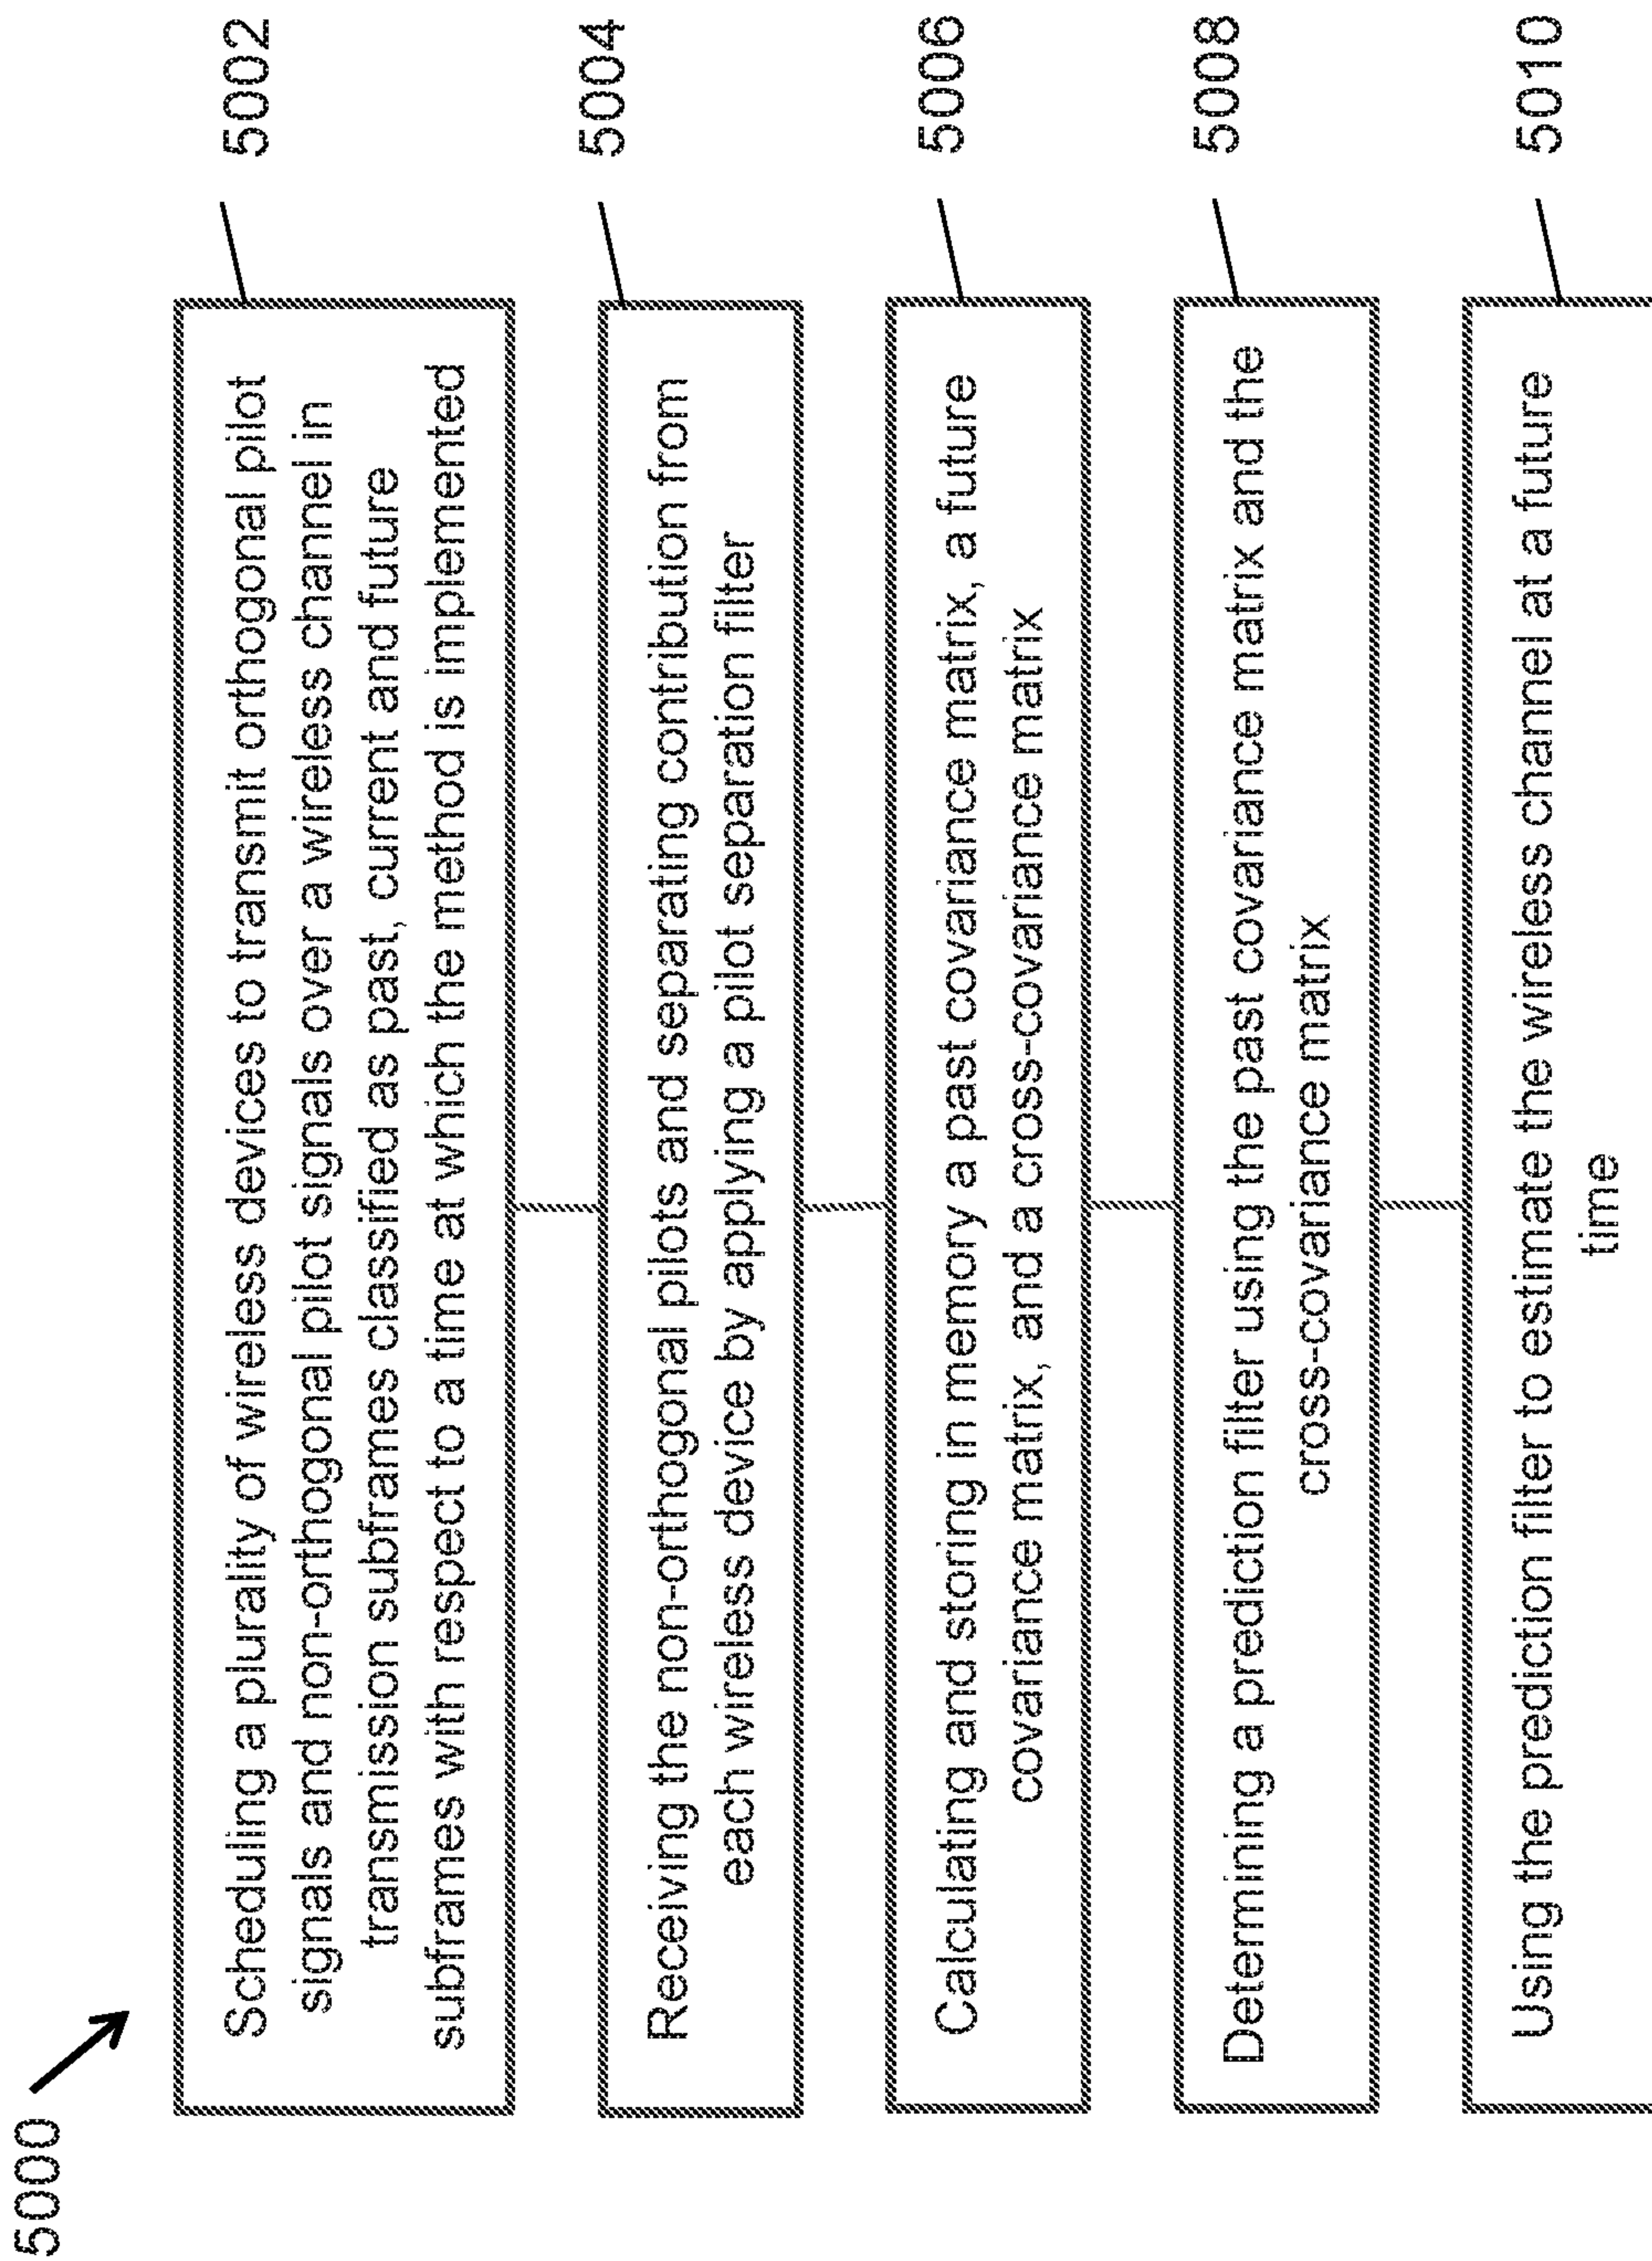 5000
Scheduling a plurality of wireless devices to transmit orthogonal pilot
signals and non-orthogonal pilot signals over a wireless channel in
transmission subframes classified as past, current and future
subframes with respect to a time at which the method is implemented
5002
Receiving the non-orthogonal pilots and separating contribution from
each wireless device by applying a pilot separation filter
5004
Calculating and storing in memory a past covariance matrix, a future
covariance matrix, and a cross-covariance matrix
5006
Determining a prediction filter using the past covariance matrix and the
cross-covariance matrix
5008
Using the prediction filter to estimate the wireless channel at a future
time
5010